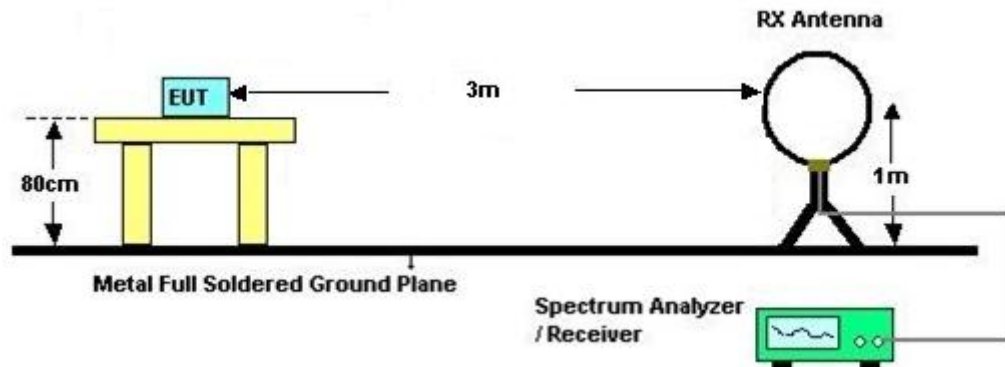 RX Antenna
EUT
3m
80cm
1m
Metal Full Soldered Ground Plane
Spectrum Analyzer
/ Receiver